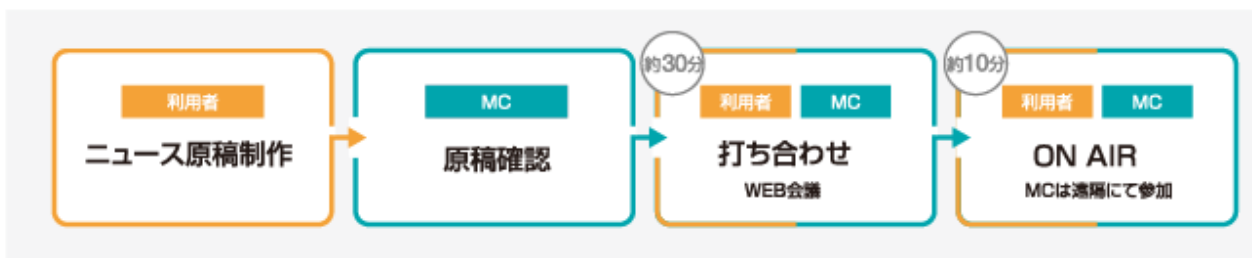 利用者
ニュース原稿制作
MC
原稿確認
約30分
利用者 MC
打ち合わせ
WEB会議
約10分
利用者 MC
ON AIR
MCは遠隔にて参加